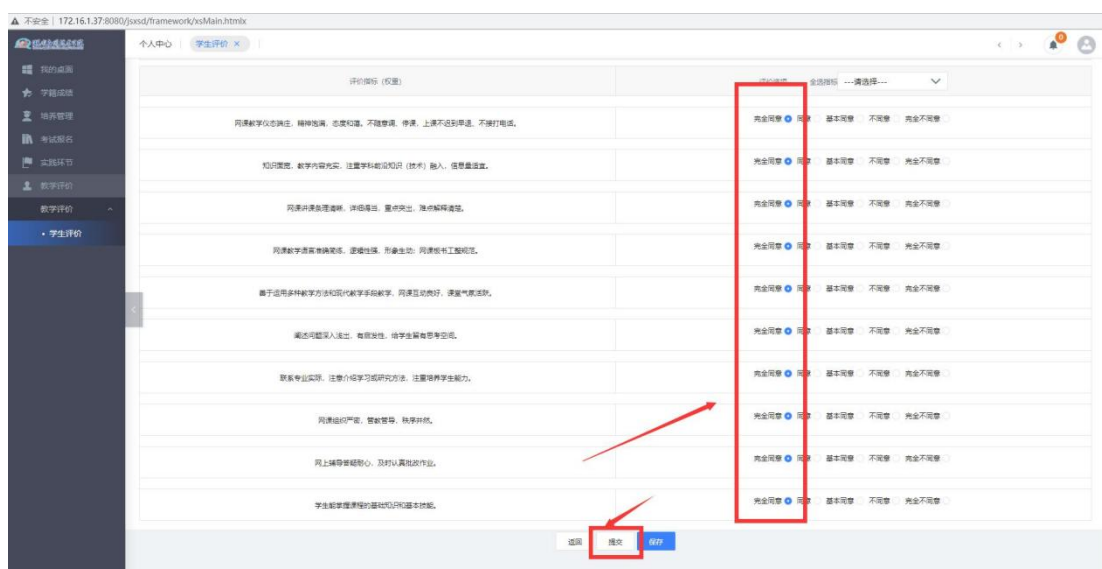 不安全 | 172.16.1.37:8080/jsxsd/framework/xsMain.htmlx
个人中心 学生评价 ×
0
我的桌面
学籍成绩
培养管理
考试报名
实践环节
教学评价
教学评价
学生评价
评价指标（权重） 全选指标 ---请选择---
网课教学仪态端庄、精神饱满、态度和蔼。不随意调、停课，上课不迟到早退、不接打电话。 完全同意 基本同意 不同意 完全不同意
知识面宽，教学内容充实，注重学科前沿知识（技术）融入，信息量适宜。 完全同意 基本同意 不同意 完全不同意
网课讲课条理清晰、详细得当、重点突出、难点解释清楚。 完全同意 基本同意 不同意 完全不同意
网课教学语言准确简练、逻辑性强、形象生动；网课板书工整规范。 完全同意 基本同意 不同意 完全不同意
善于运用多种教学方法和现代教学手段教学，网课互动良好，课堂气氛活跃。 完全同意 基本同意 不同意 完全不同意
阐述问题深入浅出，有启发性，给学生留有思考空间。 完全同意 基本同意 不同意 完全不同意
联系专业实际，注意介绍学习或研究方法，注重培养学生能力。 完全同意 基本同意 不同意 完全不同意
网课组织严密，管教管导，秩序井然。 完全同意 基本同意 不同意 完全不同意
网上辅导答疑耐心，及时认真批改作业。 完全同意 基本同意 不同意 完全不同意
学生能掌握课程的基础知识和基本技能。 完全同意 基本同意 不同意 完全不同意
返回 提交 保存